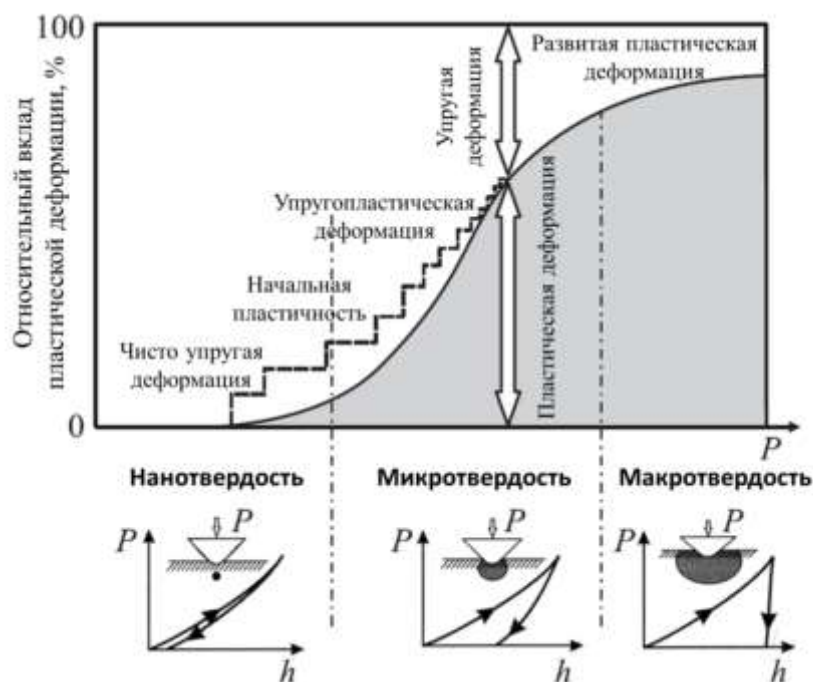 100
Относительный вклад
пластической деформации, %
0
Упругая
деформация
Развитая пластическая
деформация
Упругопластическая
деформация
Начальная
пластичность
Чисто упругая
деформация
Пластическая деформация
P
Нанотвердость
Микротвердость
Макротвердость
P
P
h
P
P
h
P
P
h